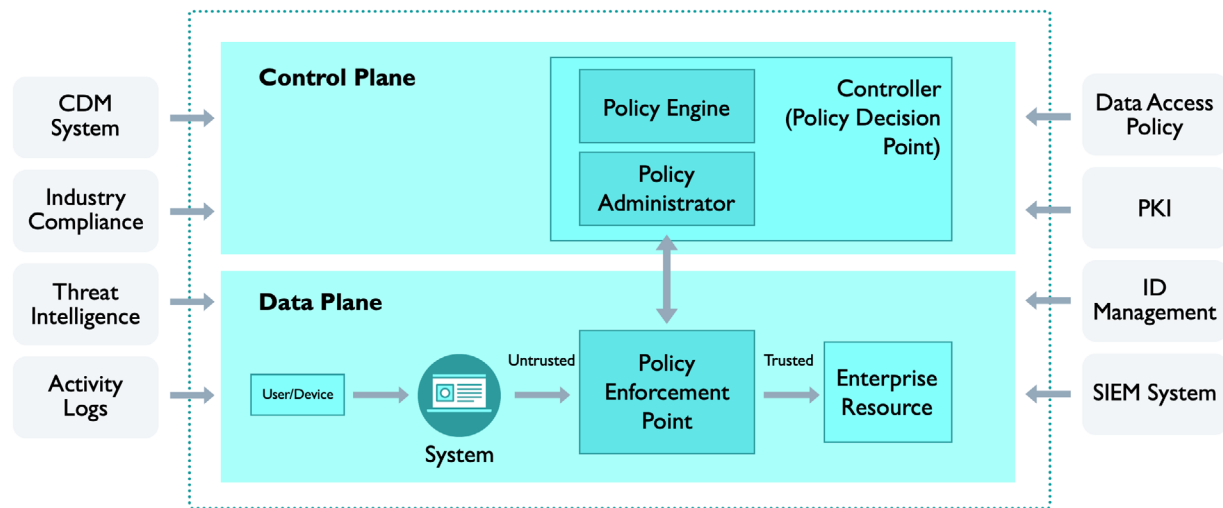 CDM
System
Industry
Compliance
Threat
Intelligence
Activity
Logs
Control Plane
Policy Engine
Policy
Administrator
Controller
(Policy Decision
Point)
Data Plane
User/Device
System
Untrusted
Policy
Enforcement
Point
Trusted
Enterprise
Resource
Data Access
Policy
PKI
ID
Management
SIEM System